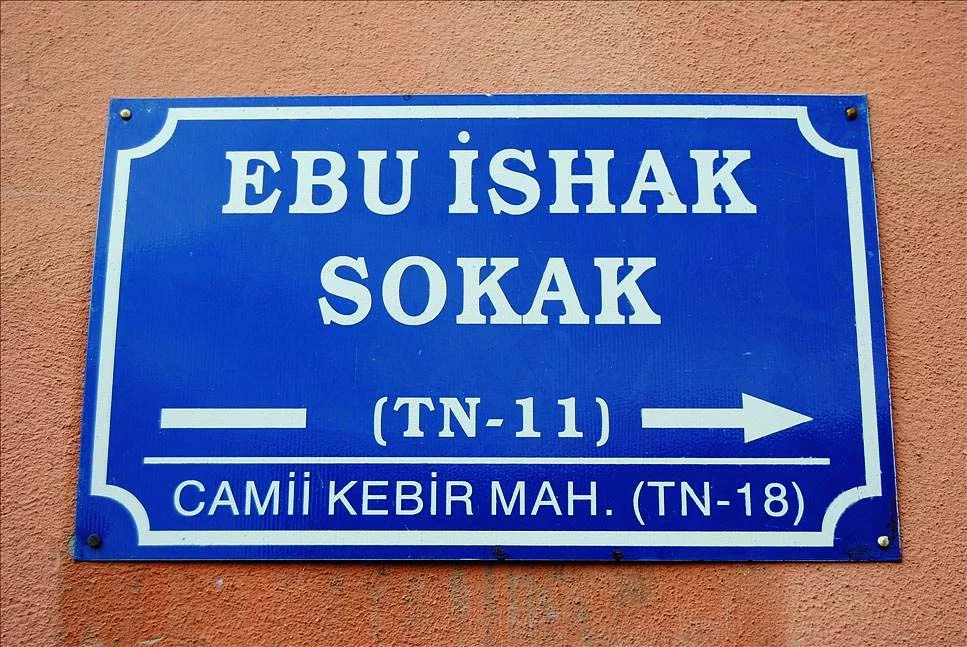 EBU İSHAK
SOKAK
(TN-11)
CAMİİ KEBİR MAH. (TN-18)